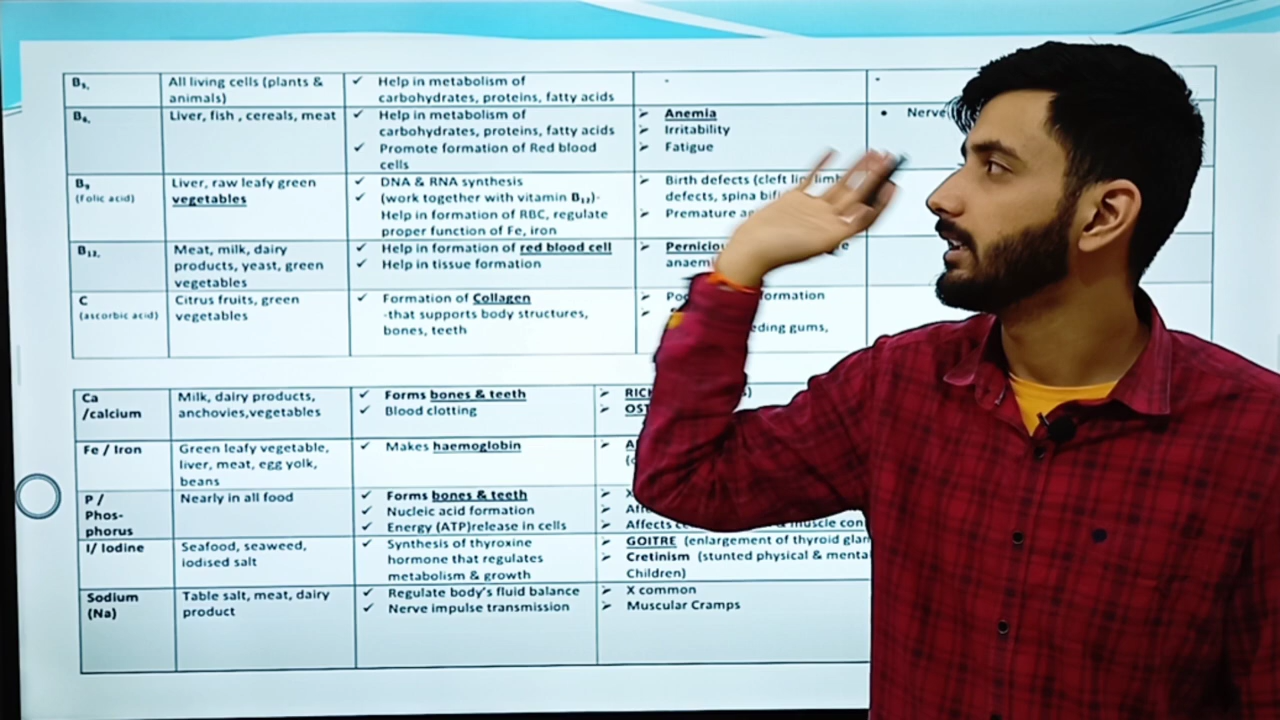 B5, All living cells (plants & ✓ Help in metabolism of - -
animals) carbohydrates, proteins, fatty acids
B6, Liver, fish , cereals, meat ✓ Help in metabolism of ➢ Anemia • Nerve
carbohydrates, proteins, fatty acids ➢ Irritability
✓ Promote formation of Red blood ➢ Fatigue
cells
B9 Liver, raw leafy green ✓ DNA & RNA synthesis ➢ Birth defects (cleft lip, limb
(folic acid) vegetables ✓ (work together with vitamin B12)- defects, spina
Help in formation of RBC, regulate ➢ Premature
proper function of Fe, iron
B12, Meat, milk, dairy ✓ Help in formation of red blood cell ➢
products, yeast, green ✓ Help in tissue formation
vegetables
C Citrus fruits, green ✓ Formation of Collagen ➢ formation
(ascorbic acid) vegetables -that supports body structures, ➢
bones, teeth gums,
Ca Milk, dairy products, ✓ Forms bones & teeth ➢
/calcium anchovies,vegetables ✓ Blood clotting ➢
Fe / Iron Green leafy vegetable, ✓ Makes haemoglobin ➢
liver, meat, egg yolk,
beans
P / Nearly in all food ✓ Forms bones & teeth ➢ X
Phos- ✓ Nucleic acid formation ➢
phorus ✓ Energy (ATP)release in cells ➢ Affects & muscle
I/ Iodine Seafood, seaweed, ✓ Synthesis of thyroxine ➢ GOITRE (enlargement of thyroid
iodised salt hormone that regulates ➢ Cretinism (stunted physical & mental
metabolism & growth Children)
Sodium Table salt, meat, dairy ✓ Regulate body's fluid balance ➢ X common
(Na) product ✓ Nerve impulse transmission ➢ Muscular Cramps